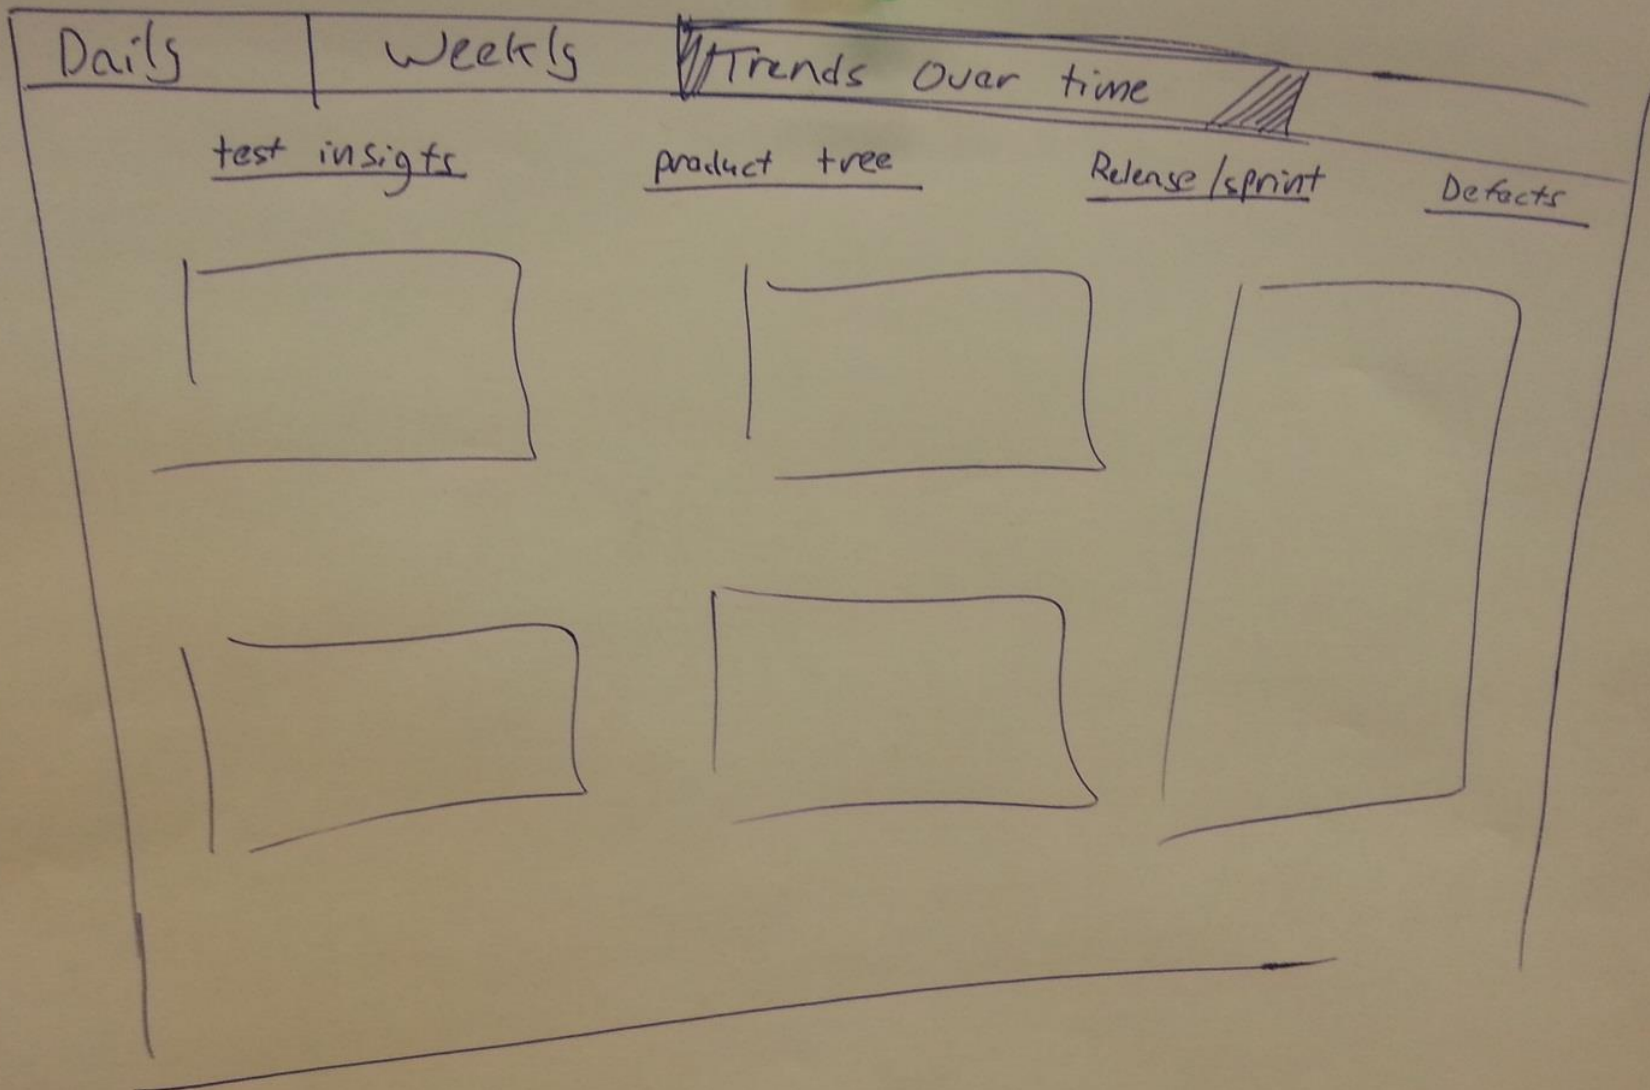 Daily Weekly Trends Over time
test insigts product tree Release/sprint Defects